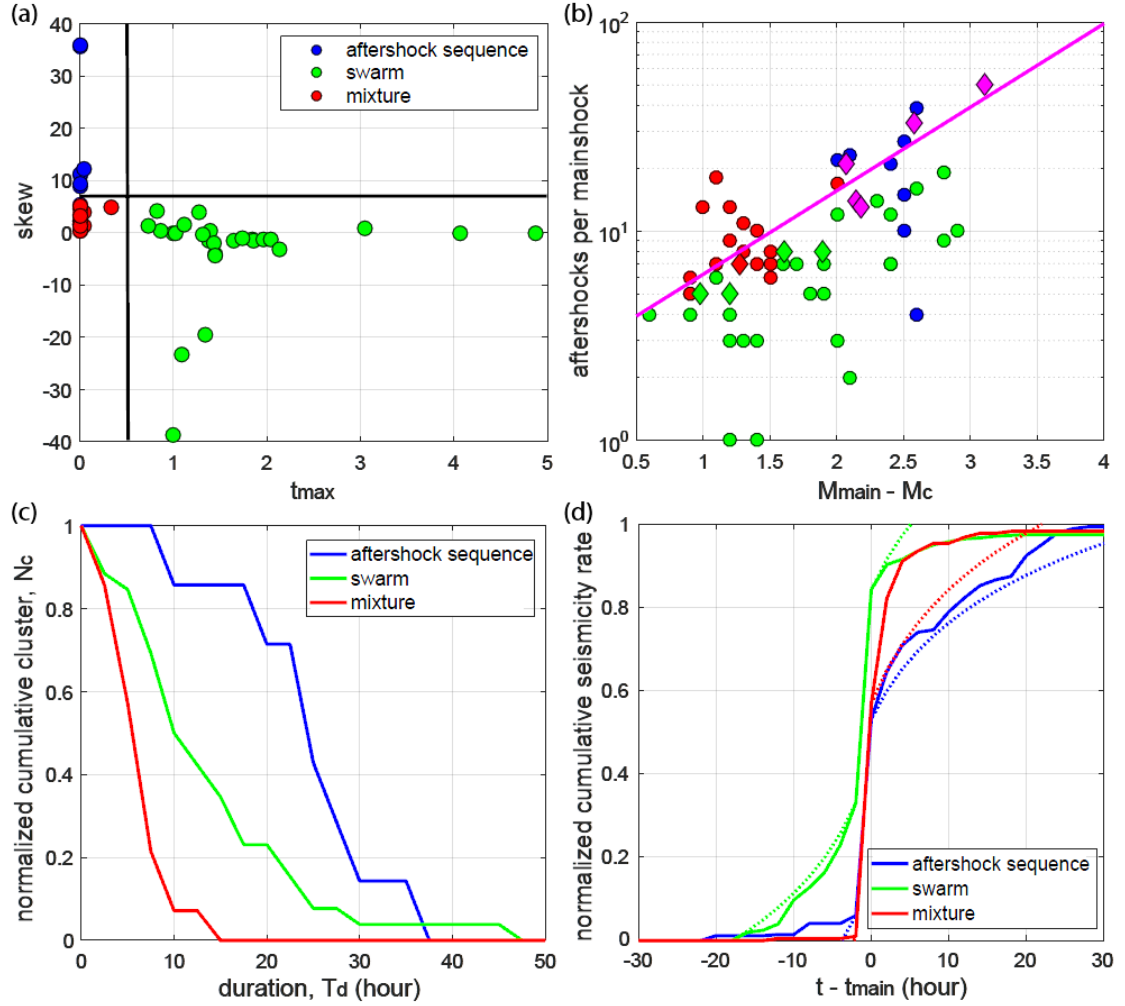 (a)
skew
40
30
20
10
0
-10
-20
-30
-40
0
1
2
3
4
5
tmax
aftershock sequence
swarm
mixture
(b)
aftershocks per mainshock
10^2
10^1
10^0
0.5
1
1.5
2
2.5
3
3.5
4
Mmain - Mc
(c)
normalized cumulative cluster, Nc
1
0.8
0.6
0.4
0.2
0
0
10
20
30
40
50
duration, Td (hour)
aftershock sequence
swarm
mixture
(d)
normalized cumulative seismicity rate
1
0.8
0.6
0.4
0.2
0
-30
-20
-10
0
10
20
30
t - tmain (hour)
aftershock sequence
swarm
mixture